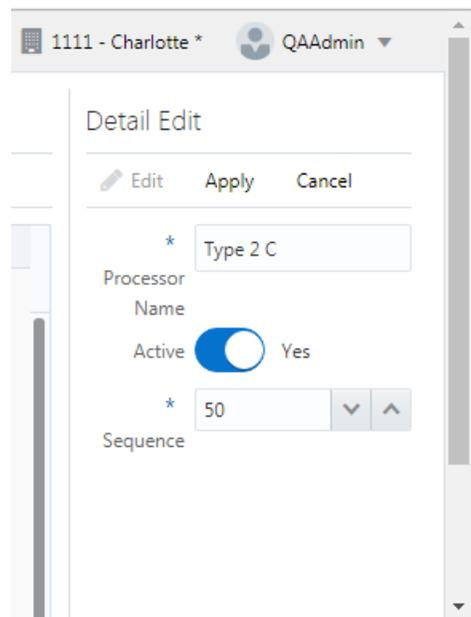 1111 - Charlotte * QAAdmin
Detail Edit
Edit Apply Cancel
* Type 2 C
Processor
Name
Active Yes
* 50
Sequence